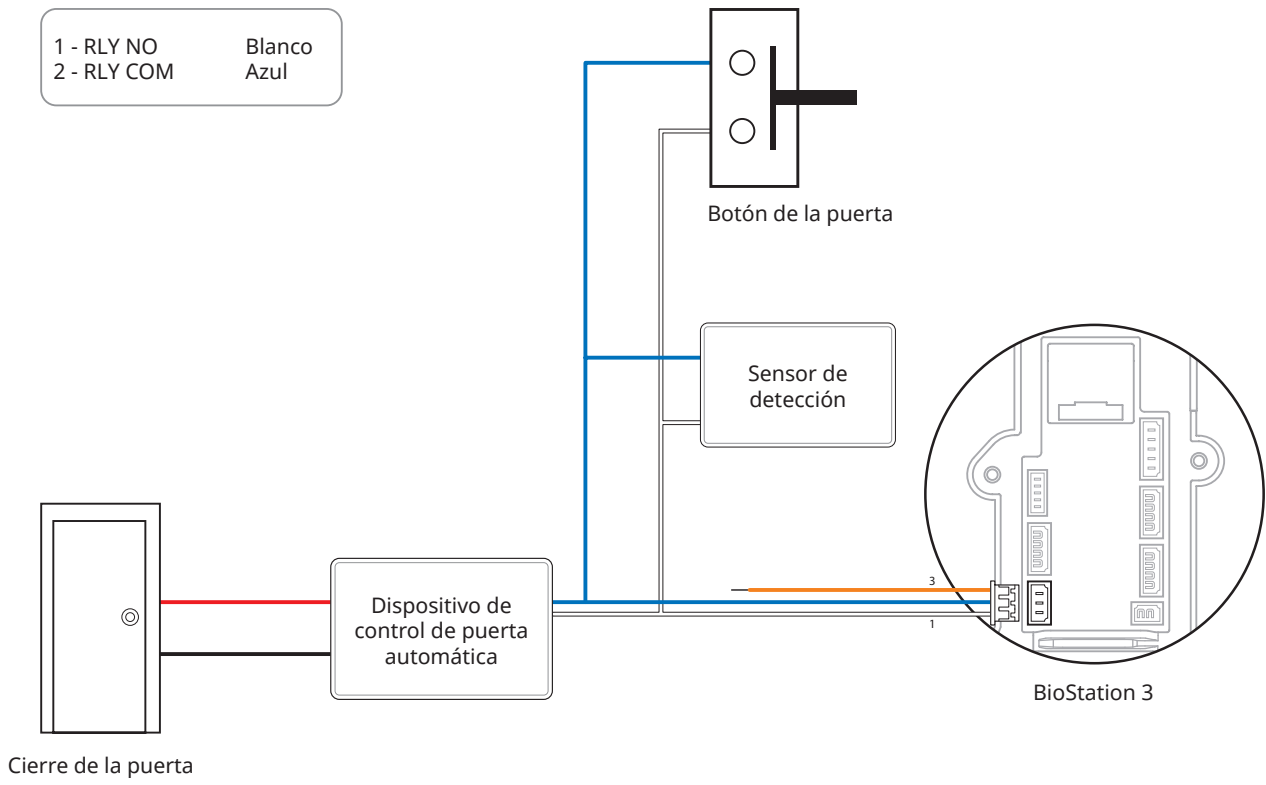 1 - RLY NO Blanco
2 - RLY COM Azul
Botón de la puerta
Sensor de
detección
3
Dispositivo de
control de puerta
automática
1
BioStation 3
Cierre de la puerta